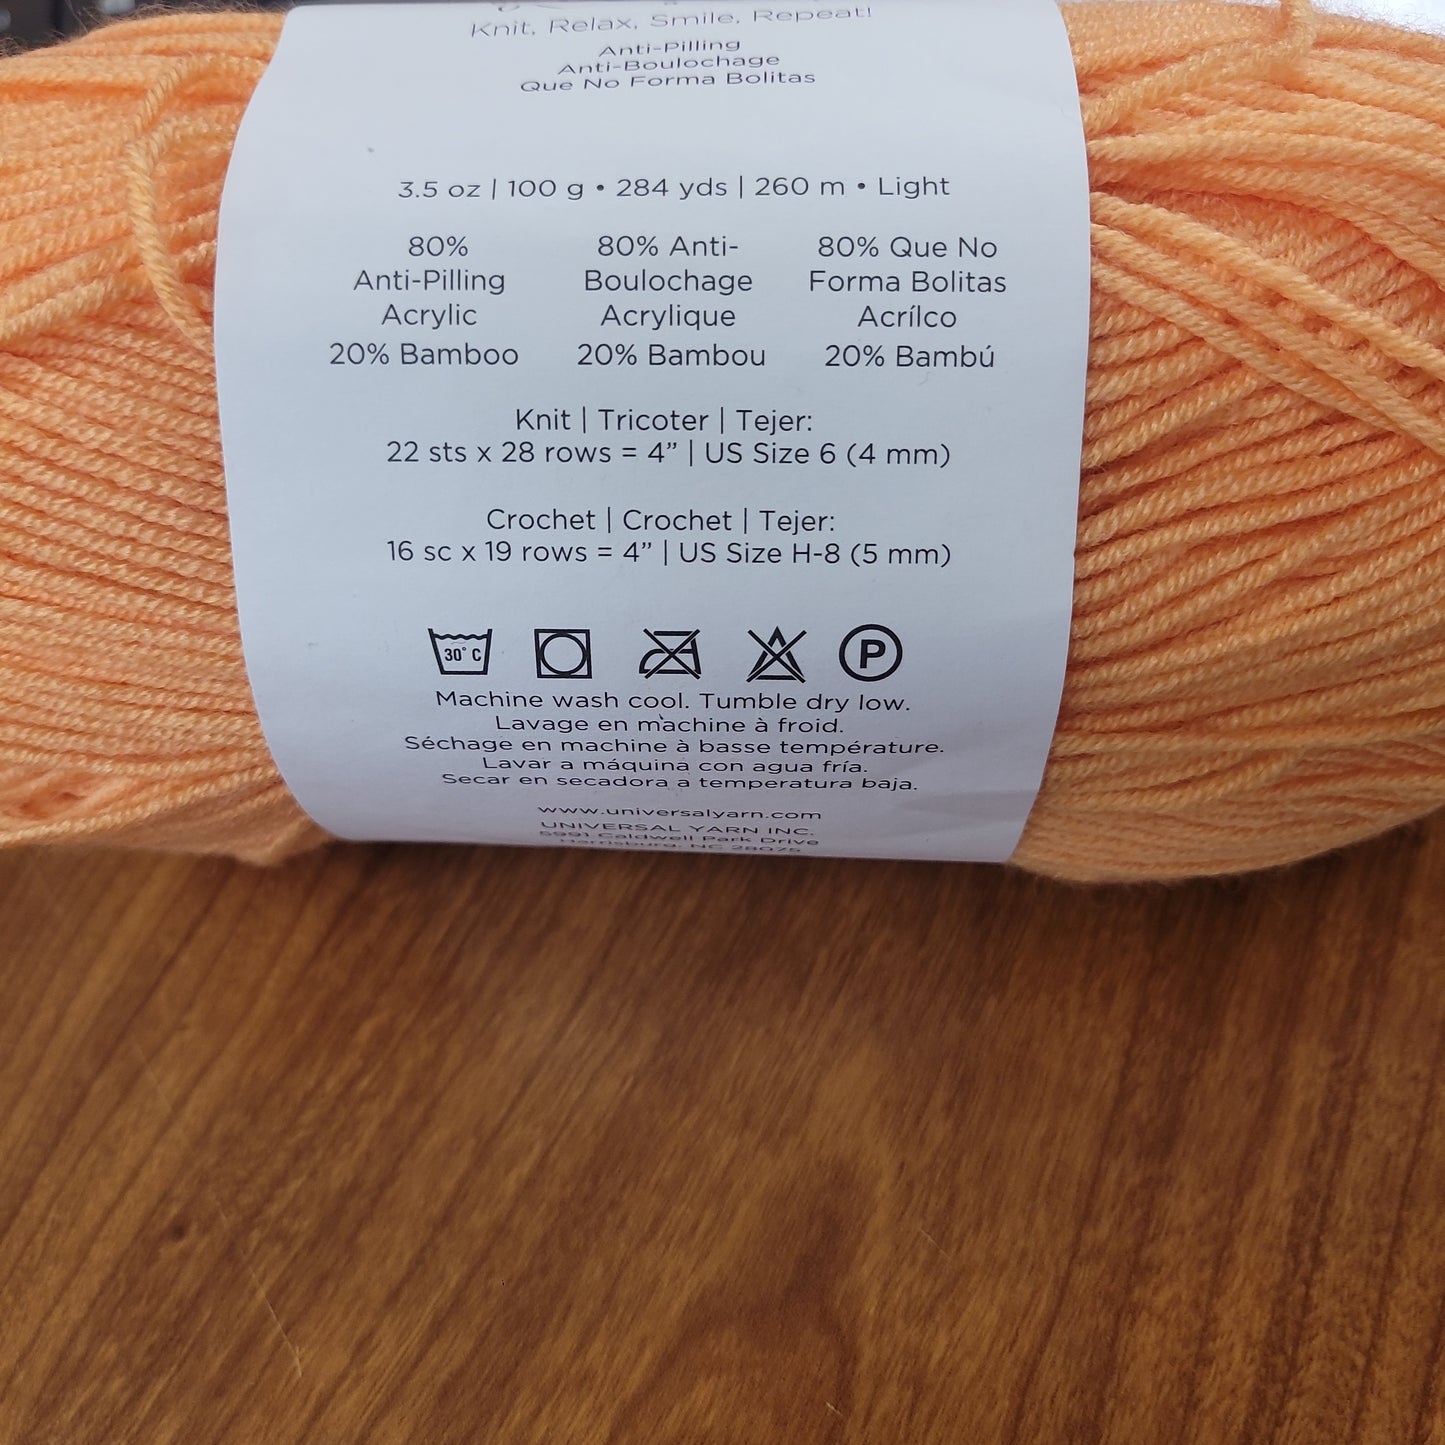 Knit, Relax, Smile, Repeat!
Anti-Pilling
Anti-Boulochage
Que No Forma Bolitas
3.5 oz | 100 g • 284 yds | 260 m • Light
80%
Anti-Pilling
Acrylic
20% Bamboo
80% Anti-
Boulochage
Acrylique
20% Bambou
80% Que No
Forma Bolitas
Acrílco
20% Bambú
Knit | Tricoter | Tejer:
22 sts x 28 rows = 4” | US Size 6 (4 mm)
Crochet | Crochet | Tejer:
16 sc x 19 rows = 4” | US Size H-8 (5 mm)
30° C
P
Machine wash cool. Tumble dry low.
Lavage en machine à froid.
Séchage en machine à basse température.
Lavar a máquina con agua fría.
Secar en secadora a temperatura baja.
www.universalyarn.com
UNIVERSAL YARN INC.
5991 Caldwell Park Drive
Harrisburg, NC 28075